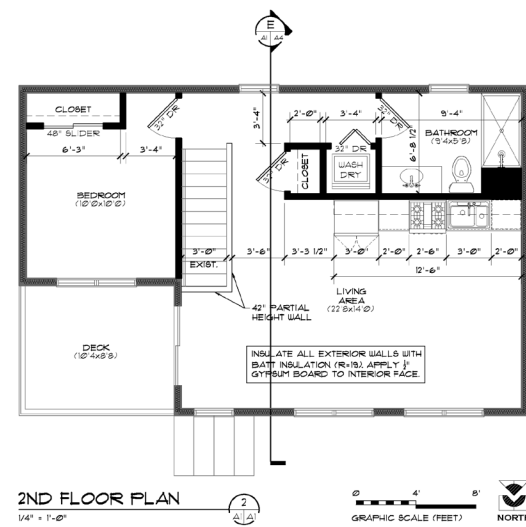 E
A1 A4
CLOSET
48" SLIDER
32" DR
6'-3"
3'-4"
3'-4"
2'-0"
3'-4"
32" DR
9'-4"
6'-8 1/2"
BATHROOM
(9'4x5'8)
32" DR
WASH
DRY
CLOSET
32" DR
BEDROOM
(10'0x10'0)
3'-0"
3'-6"
3'-3 1/2"
3'-0"
2'-0"
2'-6"
3'-0"
2'-0"
12'-6"
EXIST.
42" PARTIAL
HEIGHT WALL
LIVING
AREA
(22'8x14'0)
DECK
(10'4x8'8)
INSULATE ALL EXTERIOR WALLS WITH
BATT INSULATION (R=19). APPLY ½"
GYPSUM BOARD TO INTERIOR FACE.
2ND FLOOR PLAN
1/4" = 1'-0"
2
A1 A1
0 4' 8'
GRAPHIC SCALE (FEET)
NORTH